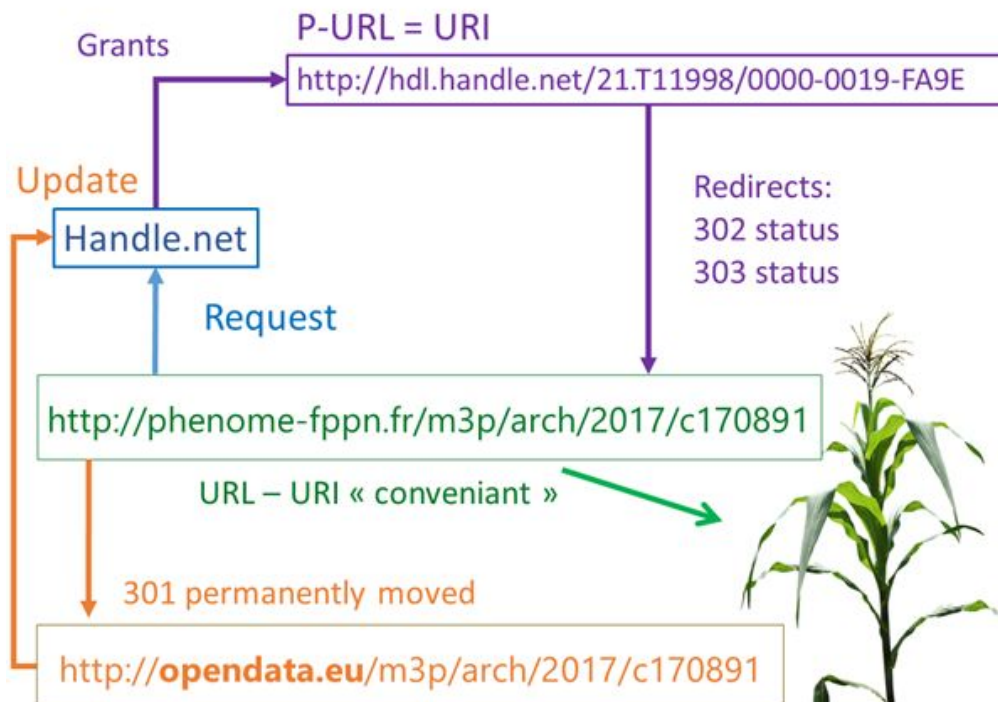 P-URL = URI
Grants
http://hdl.handle.net/21.T11998/0000-0019-FA9E
Update
Handle.net
Redirects:
302 status
303 status
Request
http://phenome-fppn.fr/m3p/arch/2017/c170891
URL – URI « conveniant »
301 permanently moved
http://opendata.eu/m3p/arch/2017/c170891